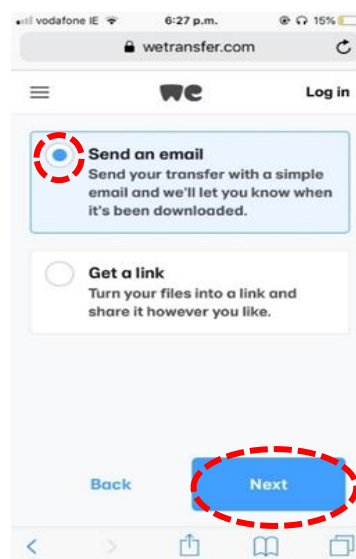 vodafone IE 6:27 p.m. 15%
wetransfer.com
we Log in
Send an email
Send your transfer with a simple
email and we'll let you know when
it's been downloaded.
Get a link
Turn your files into a link and
share it however you like.
Back Next